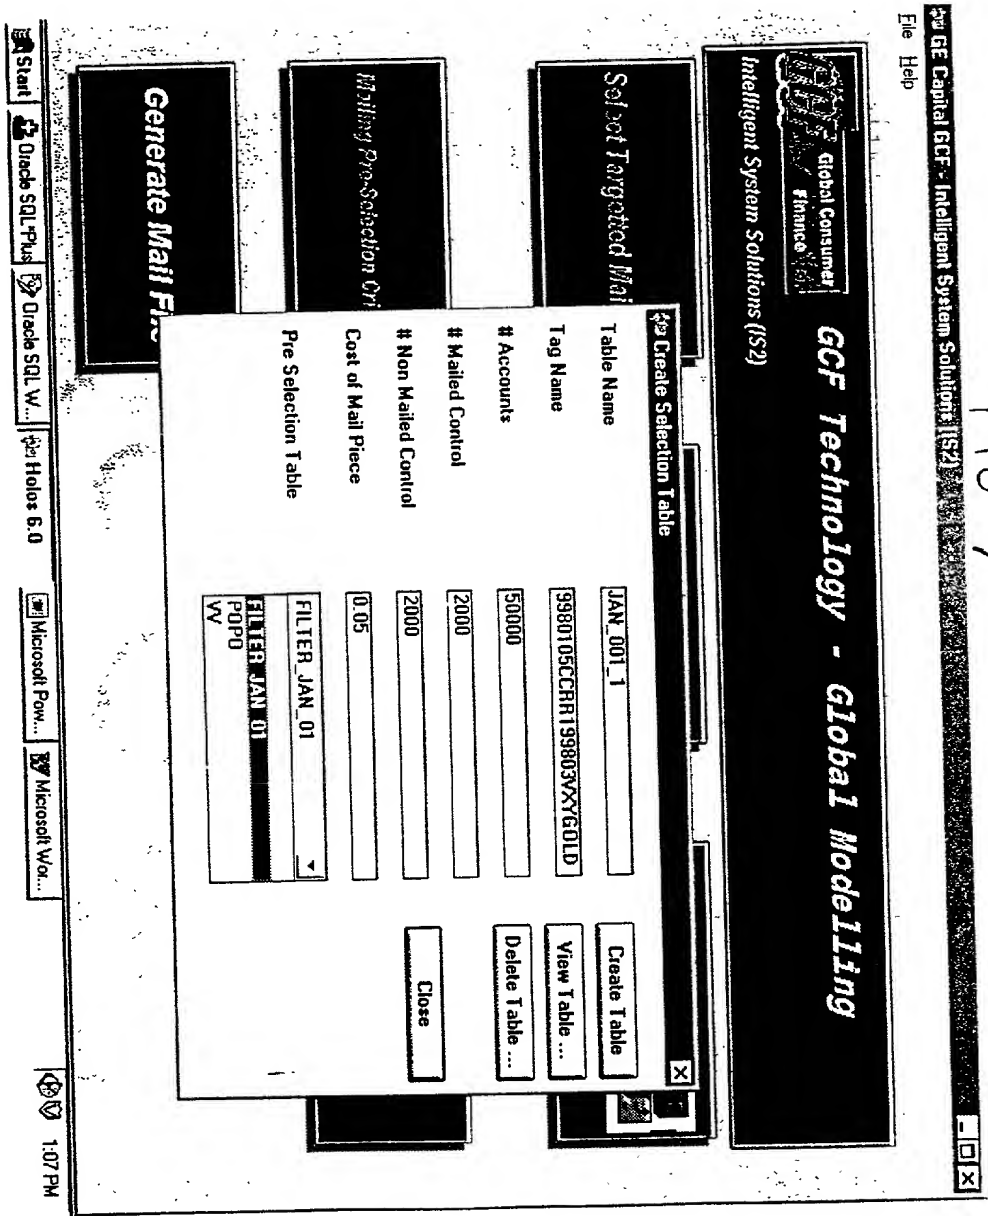 GE Capital GCF - Intelligent System Solutions (IS2)
File Help
Global Consumer
Finance
GCF Technology - Global Modelling
Intelligent System Solutions (IS2)
Select Targetted Mai
Mailing Pre-Selection Cri
Generate Mail File
Create Selection Table
Table Name JAN_001_1 Create Table
Tag Name 9980105CCRR199803VXYGOLD View Table ...
# Accounts 50000 Delete Table ...
# Mailed Control 2000
# Non Mailed Control 2000 Close
Cost of Mail Piece 0.05
Pre Selection Table FILTER_JAN_01
FILTER_JAN_01
POPO
VV
Start Oracle SQL*Plus Oracle SQL W... Holos 6.0 Microsoft Pow... Microsoft Wor... 1:07 PM